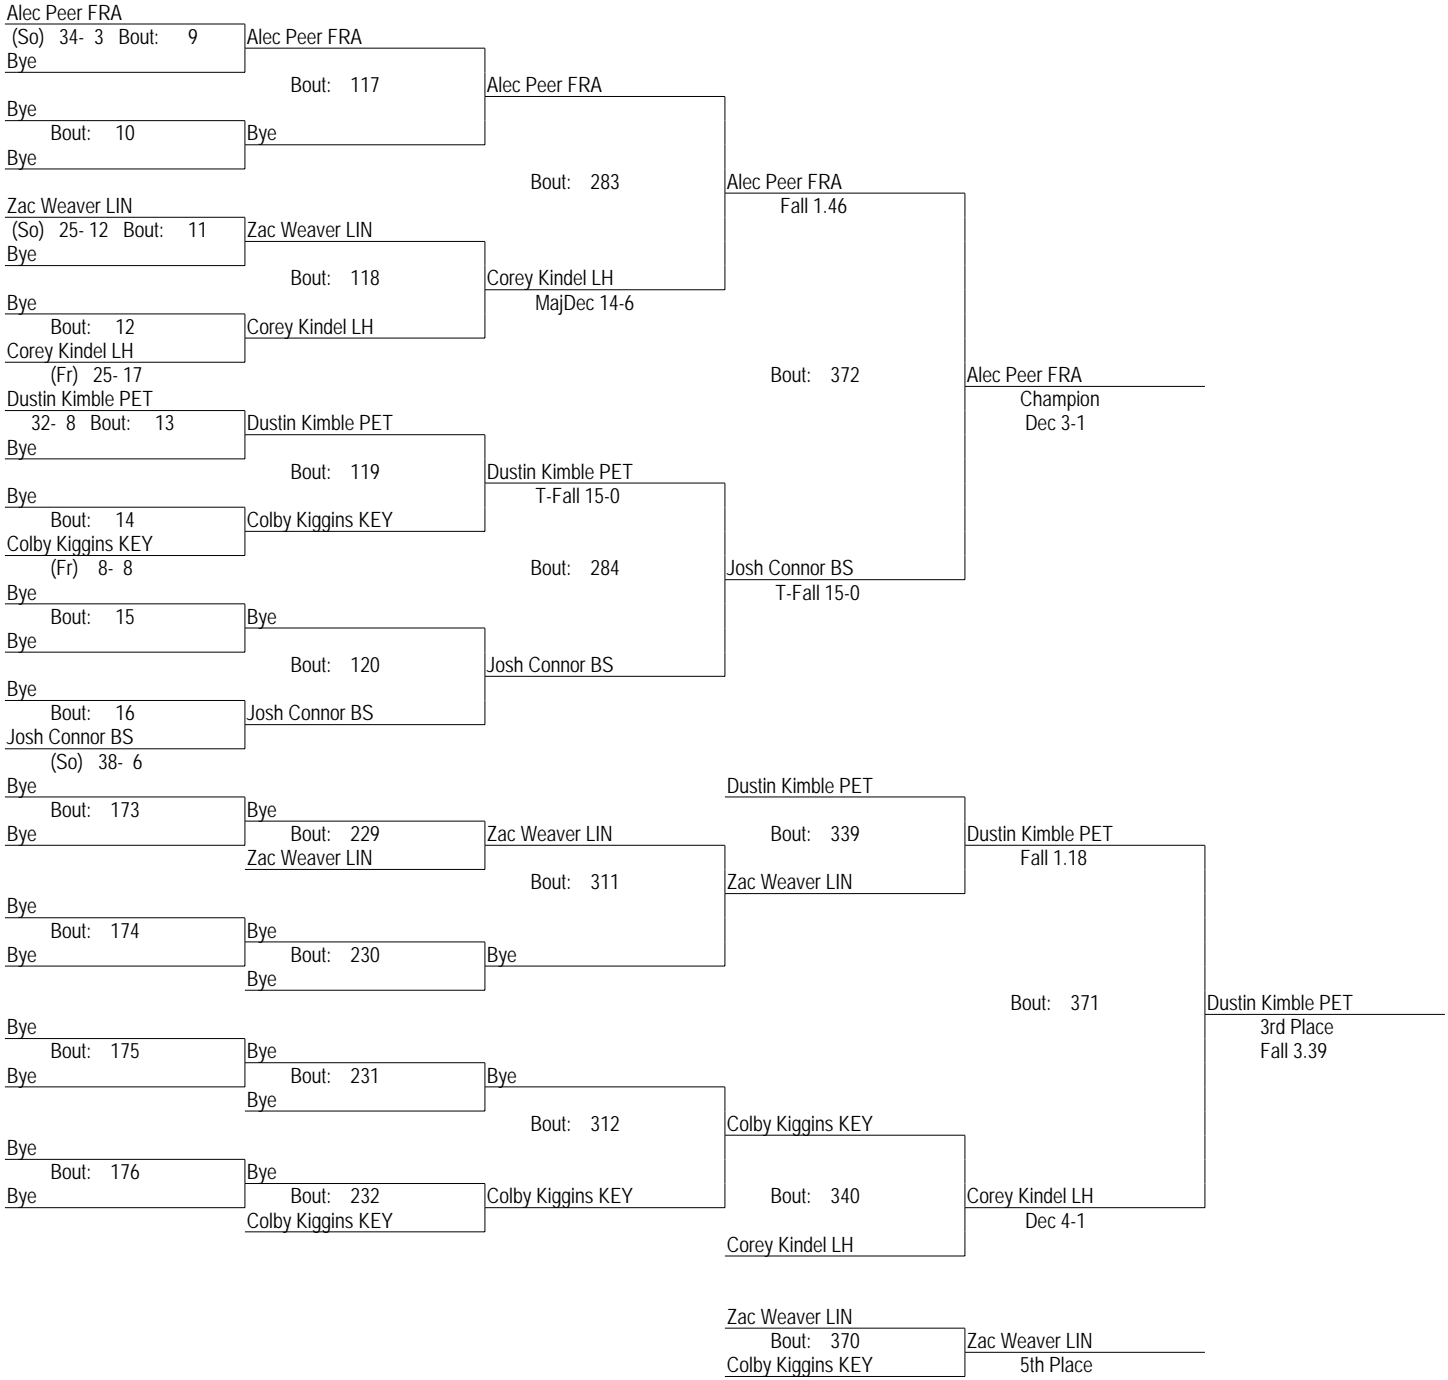 Alec Peer FRA
(So) 34- 3 Bout: 9 Alec Peer FRA
Bye
Bout: 117 Alec Peer FRA
Bye
Bout: 10 Bye
Bye
Bout: 283 Alec Peer FRA
Zac Weaver LIN Fall 1.46
(So) 25- 12 Bout: 11 Zac Weaver LIN
Bye
Bout: 118 Corey Kindel LH
Bye MajDec 14-6
Bout: 12 Corey Kindel LH
Corey Kindel LH
(Fr) 25- 17 Bout: 372 Alec Peer FRA
Dustin Kimble PET Champion
32- 8 Bout: 13 Dustin Kimble PET Dec 3-1
Bye
Bout: 119 Dustin Kimble PET
Bye T-Fall 15-0
Bout: 14 Colby Kiggins KEY
Colby Kiggins KEY
(Fr) 8- 8 Bout: 284 Josh Connor BS
Bye T-Fall 15-0
Bout: 15 Bye
Bye
Bout: 120 Josh Connor BS
Bye
Bout: 16 Josh Connor BS
Josh Connor BS
(So) 38- 6
Bye Dustin Kimble PET
Bout: 173 Bye
Bye Bout: 229 Zac Weaver LIN Bout: 339 Dustin Kimble PET
Zac Weaver LIN Fall 1.18
Bout: 311 Zac Weaver LIN
Bye
Bout: 174 Bye
Bye Bout: 230 Bye
Bye
Bout: 371 Dustin Kimble PET
Bye 3rd Place
Bout: 175 Bye Fall 3.39
Bye Bout: 231 Bye
Bye
Bout: 312 Colby Kiggins KEY
Bye
Bout: 176 Bye
Bye Bout: 232 Colby Kiggins KEY Bout: 340 Corey Kindel LH
Colby Kiggins KEY Dec 4-1
Corey Kindel LH
Zac Weaver LIN
Bout: 370 Zac Weaver LIN
Colby Kiggins KEY 5th Place